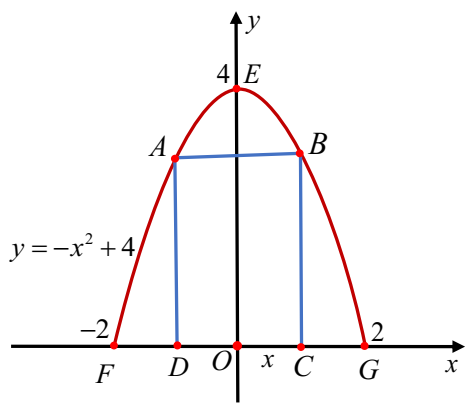 y
4 E
A B
y = −x² + 4
−2 2
F D O x C G x